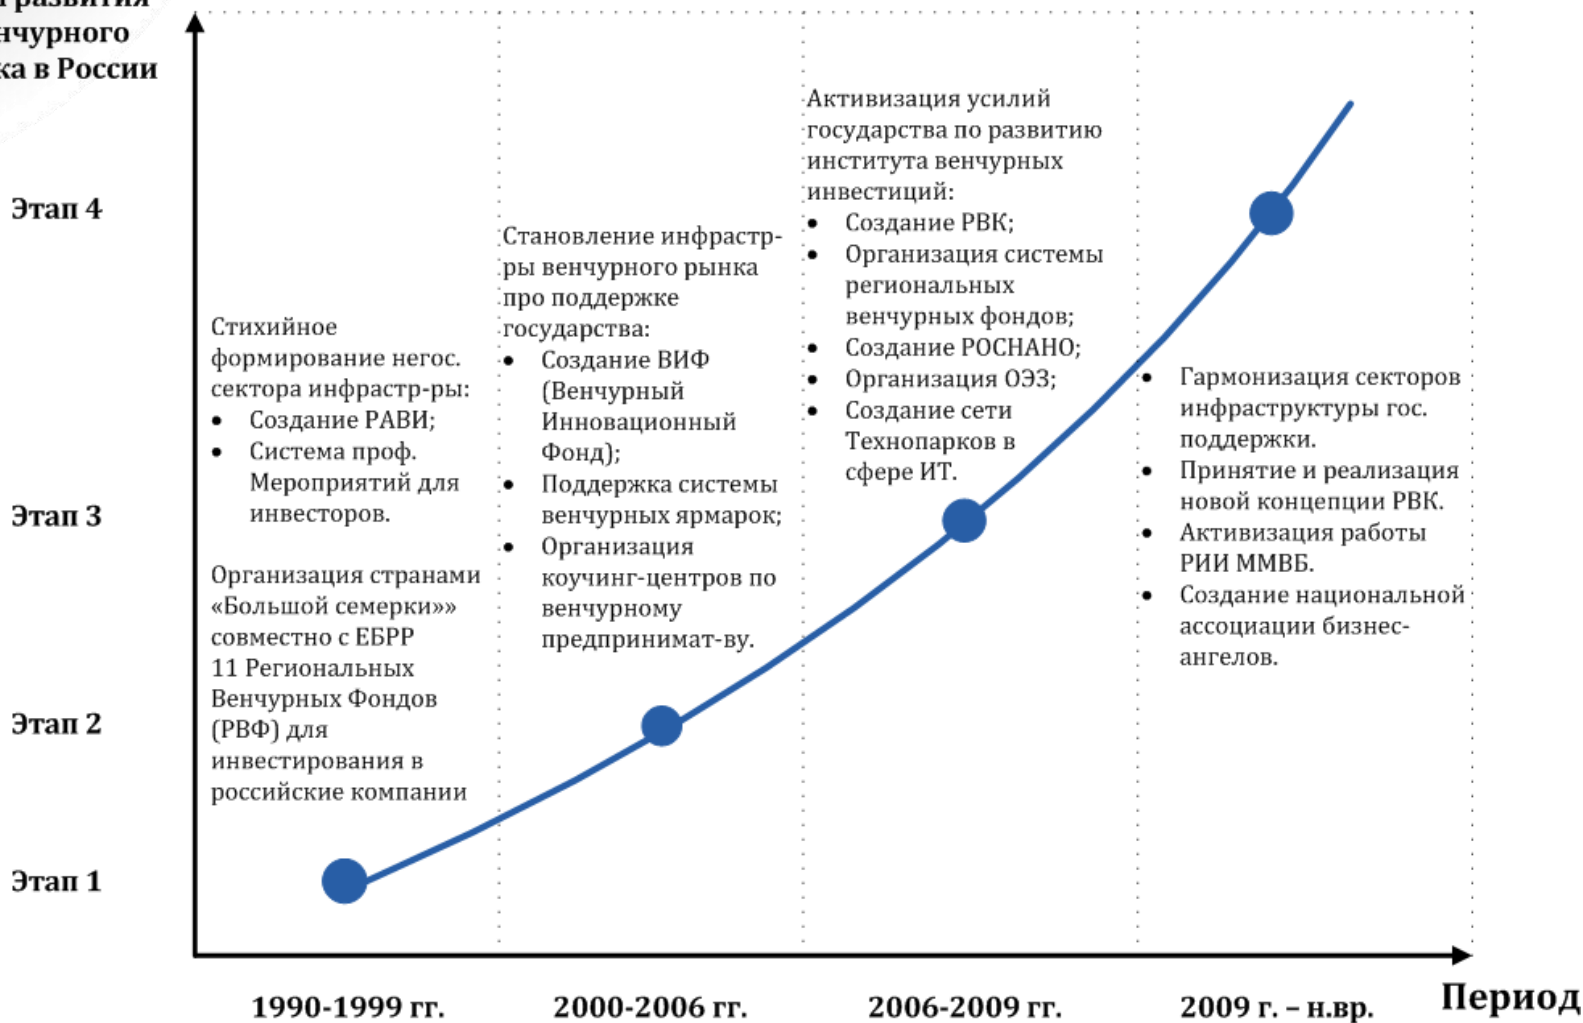 развития
нчурного
ка в России
Этап 4
Этап 3
Этап 2
Этап 1
Стихийное
формирование негос.
сектора инфрастр-ры:
• Создание РАВИ;
• Система проф.
Мероприятий для
инвесторов.
Организация странами
«Большой семерки»»
совместно с ЕБРР
11 Региональных
Венчурных Фондов
(РВФ) для
инвестирования в
российские компании
Становление инфрастр-
ры венчурного рынка
про поддержке
государства:
• Создание ВИФ
(Венчурный
Инновационный
Фонд);
• Поддержка системы
венчурных ярмарок;
• Организация
коучинг-центров по
венчурному
предпринимат-ву.
Активизация усилий
государства по развитию
института венчурных
инвестиций:
• Создание РВК;
• Организация системы
региональных
венчурных фондов;
• Создание РОСНАНО;
• Организация ОЭЗ;
• Создание сети
Технопарков в
сфере ИТ.
• Гармонизация секторов
инфраструктуры гос.
поддержки.
• Принятие и реализация
новой концепции РВК.
• Активизация работы
РИИ ММВБ.
• Создание национальной
ассоциации бизнес-
ангелов.
1990-1999 гг.
2000-2006 гг.
2006-2009 гг.
2009 г. – н.вр.
Период